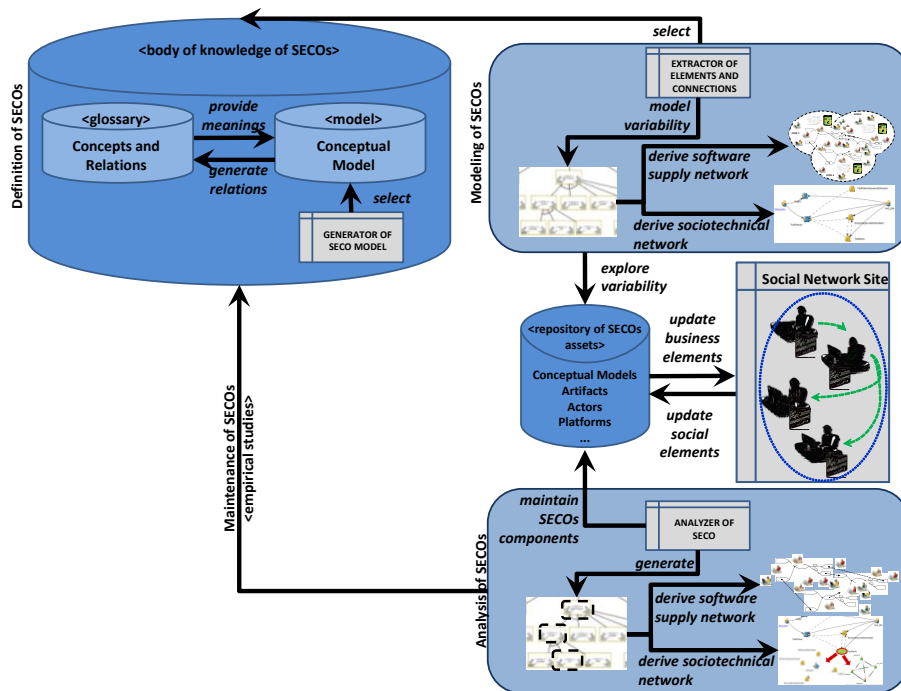 Definition of SECOs
<body of knowledge of SECOs>
<glossary>
Concepts and
Relations
provide
meanings
generate
relations
<model>
Conceptual
Model
select
GENERATOR OF
SECO MODEL
select
Modeling of SECOs
EXTRACTOR OF
ELEMENTS AND
CONNECTIONS
model
variability
derive software
supply network
derive sociotechnical
network
explore
variability
<repository of SECOs
assets>
Conceptual Models
Artifacts
Actors
Platforms
...
update
business
elements
update
social
elements
Social Network Site
Maintenance of SECOs
<empirical studies>
maintain
SECOs
components
Analysis of SECOs
ANALYZER OF
SECO
generate
derive software
supply network
derive sociotechnical
network